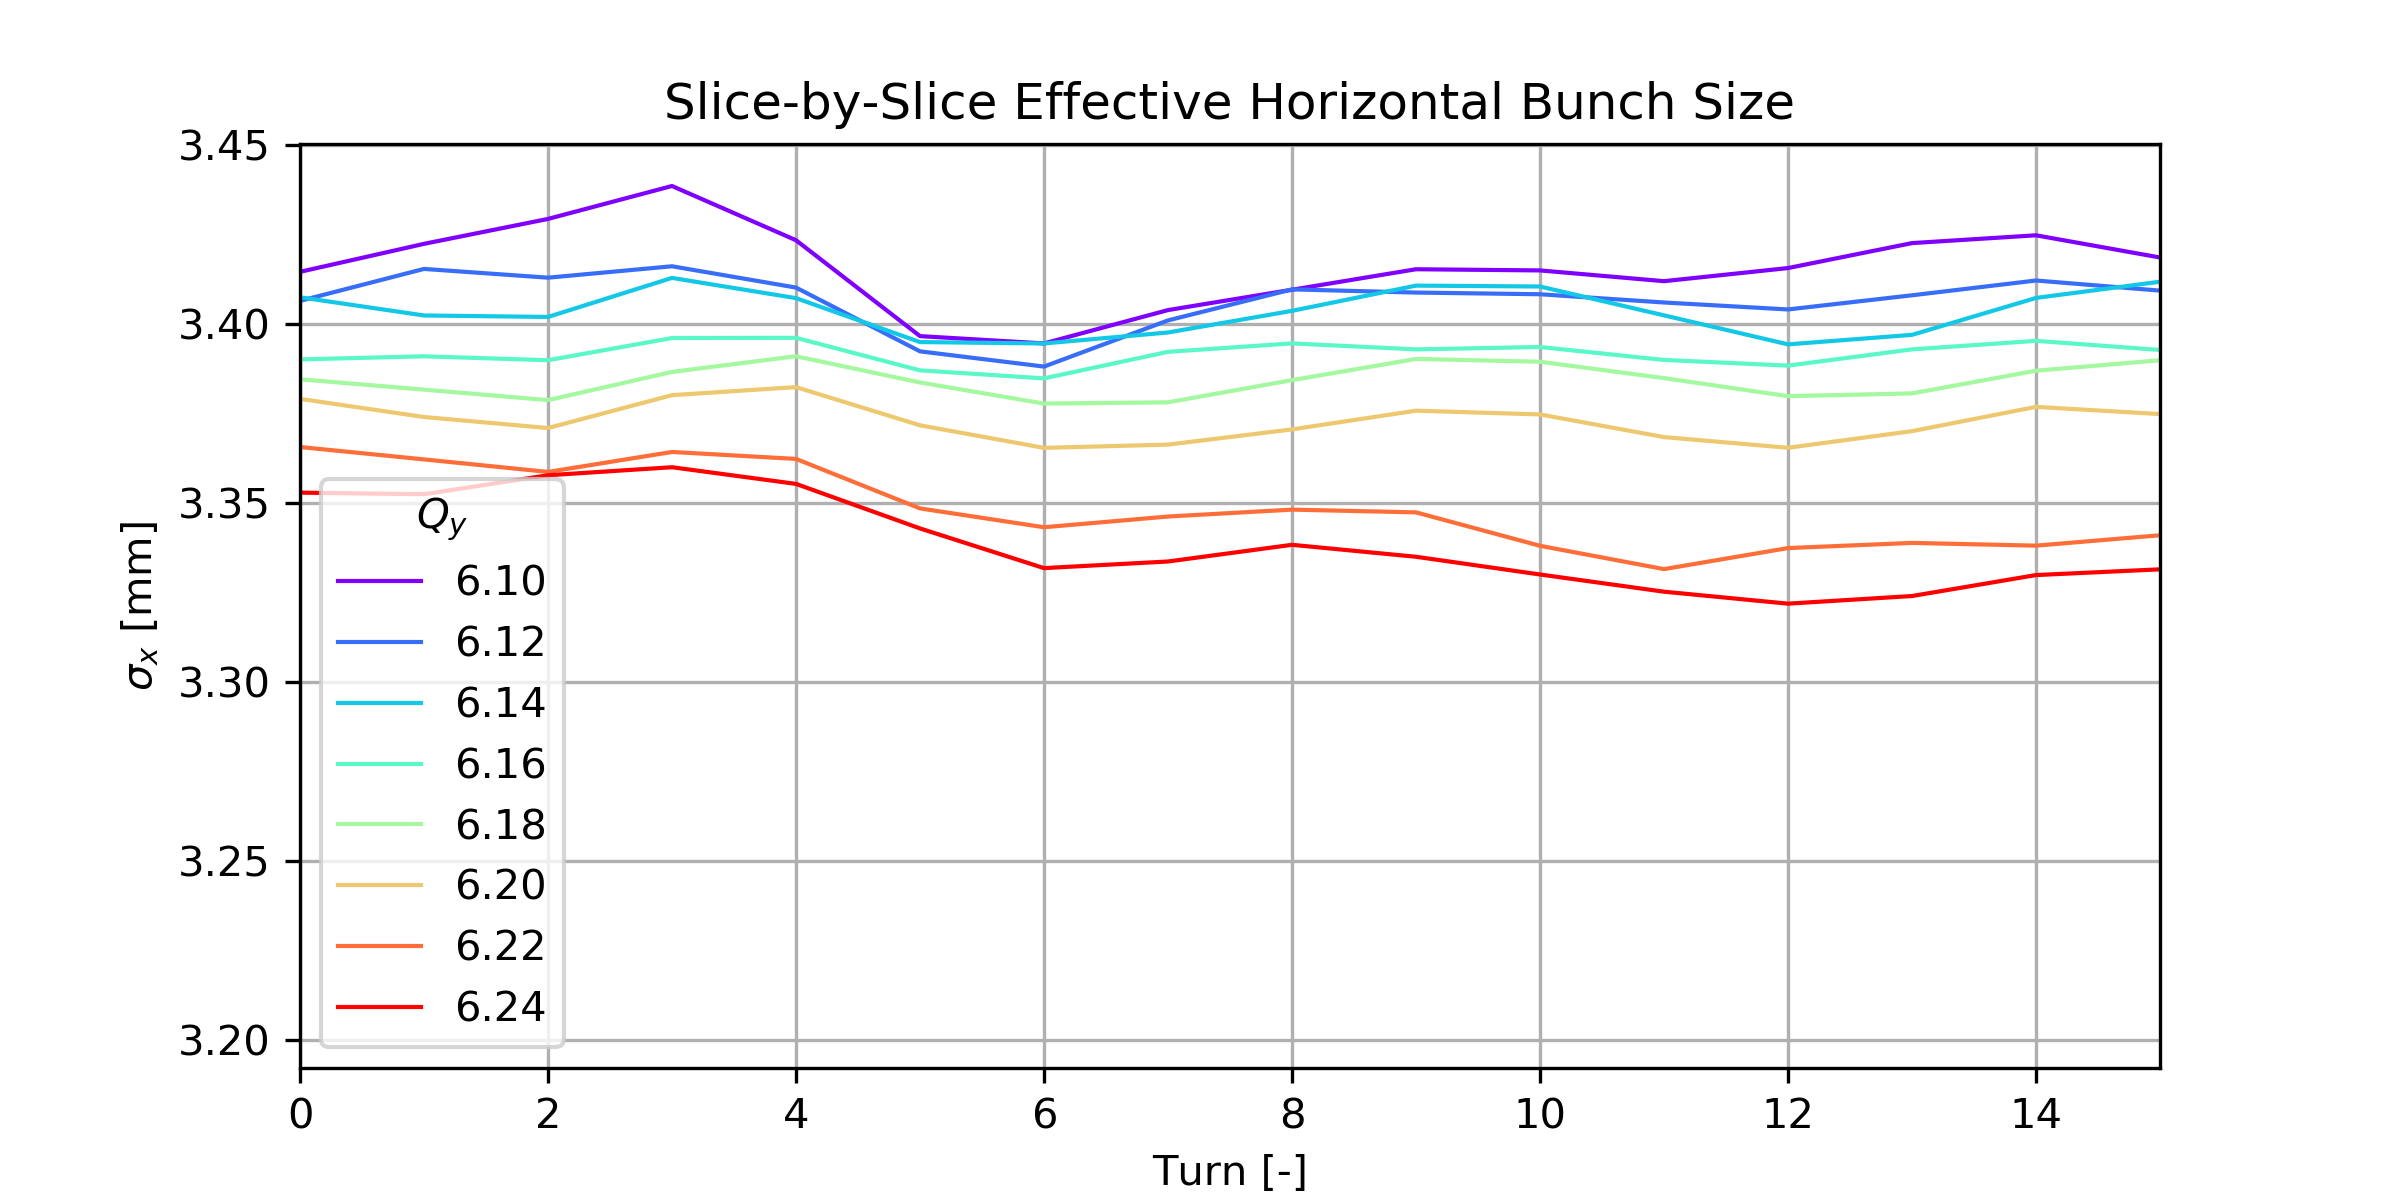 Slice-by-Slice Effective Horizontal Bunch Size
3.45
3.40
3.35
3.30
3.25
3.20
σx [mm]
Qy
6.10
6.12
6.14
6.16
6.18
6.20
6.22
6.24
0 2 4 6 8 10 12 14
Turn [-]